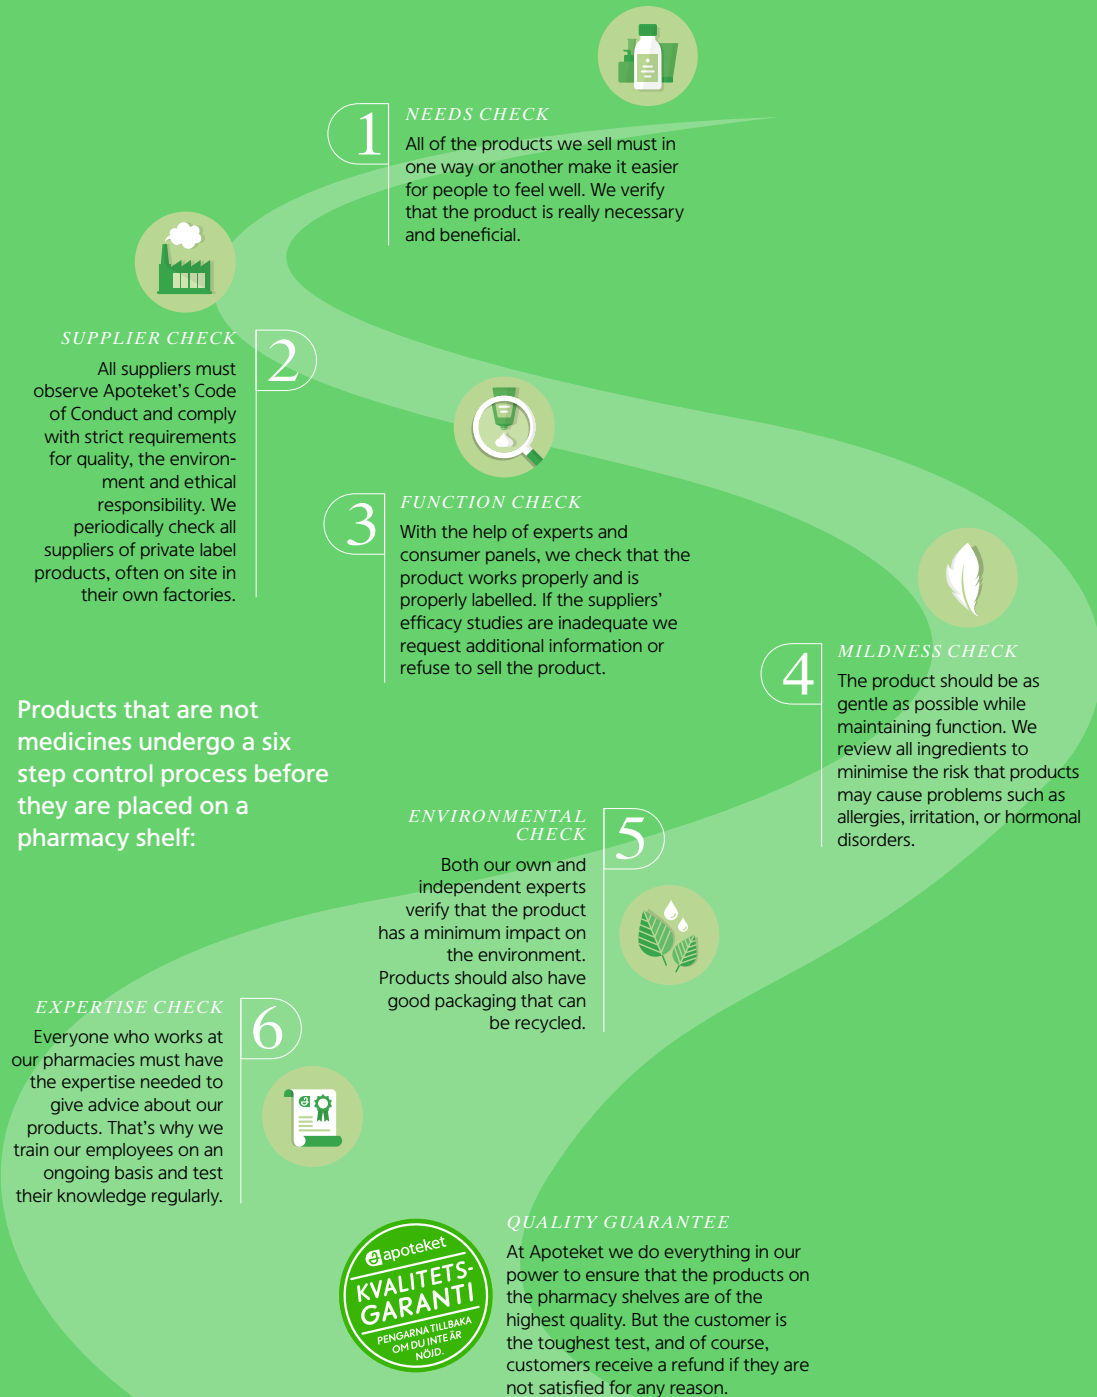 1
NEEDS CHECK
All of the products we sell must in
one way or another make it easier
for people to feel well. We verify
that the product is really necessary
and beneficial.
2
SUPPLIER CHECK
All suppliers must
observe Apoteket’s Code
of Conduct and comply
with strict requirements
for quality, the environ-
ment and ethical
responsibility. We
periodically check all
suppliers of private label
products, often on site in
their own factories.
3
FUNCTION CHECK
With the help of experts and
consumer panels, we check that the
product works properly and is
properly labelled. If the suppliers’
efficacy studies are inadequate we
request additional information or
refuse to sell the product.
4
MILDNESS CHECK
The product should be as
gentle as possible while
maintaining function. We
review all ingredients to
minimise the risk that products
may cause problems such as
allergies, irritation, or hormonal
disorders.
Products that are not
medicines undergo a six
step control process before
they are placed on a
pharmacy shelf:
5
ENVIRONMENTAL
CHECK
Both our own and
independent experts
verify that the product
has a minimum impact on
the environment.
Products should also have
good packaging that can
be recycled.
6
EXPERTISE CHECK
Everyone who works at
our pharmacies must have
the expertise needed to
give advice about our
products. That’s why we
train our employees on an
ongoing basis and test
their knowledge regularly.
apoteket
KVALITETS-
GARANTI
PENGARNA TILLBAKA
OM DU INTE ÄR
NÖJD.
QUALITY GUARANTEE
At Apoteket we do everything in our
power to ensure that the products on
the pharmacy shelves are of the
highest quality. But the customer is
the toughest test, and of course,
customers receive a refund if they are
not satisfied for any reason.